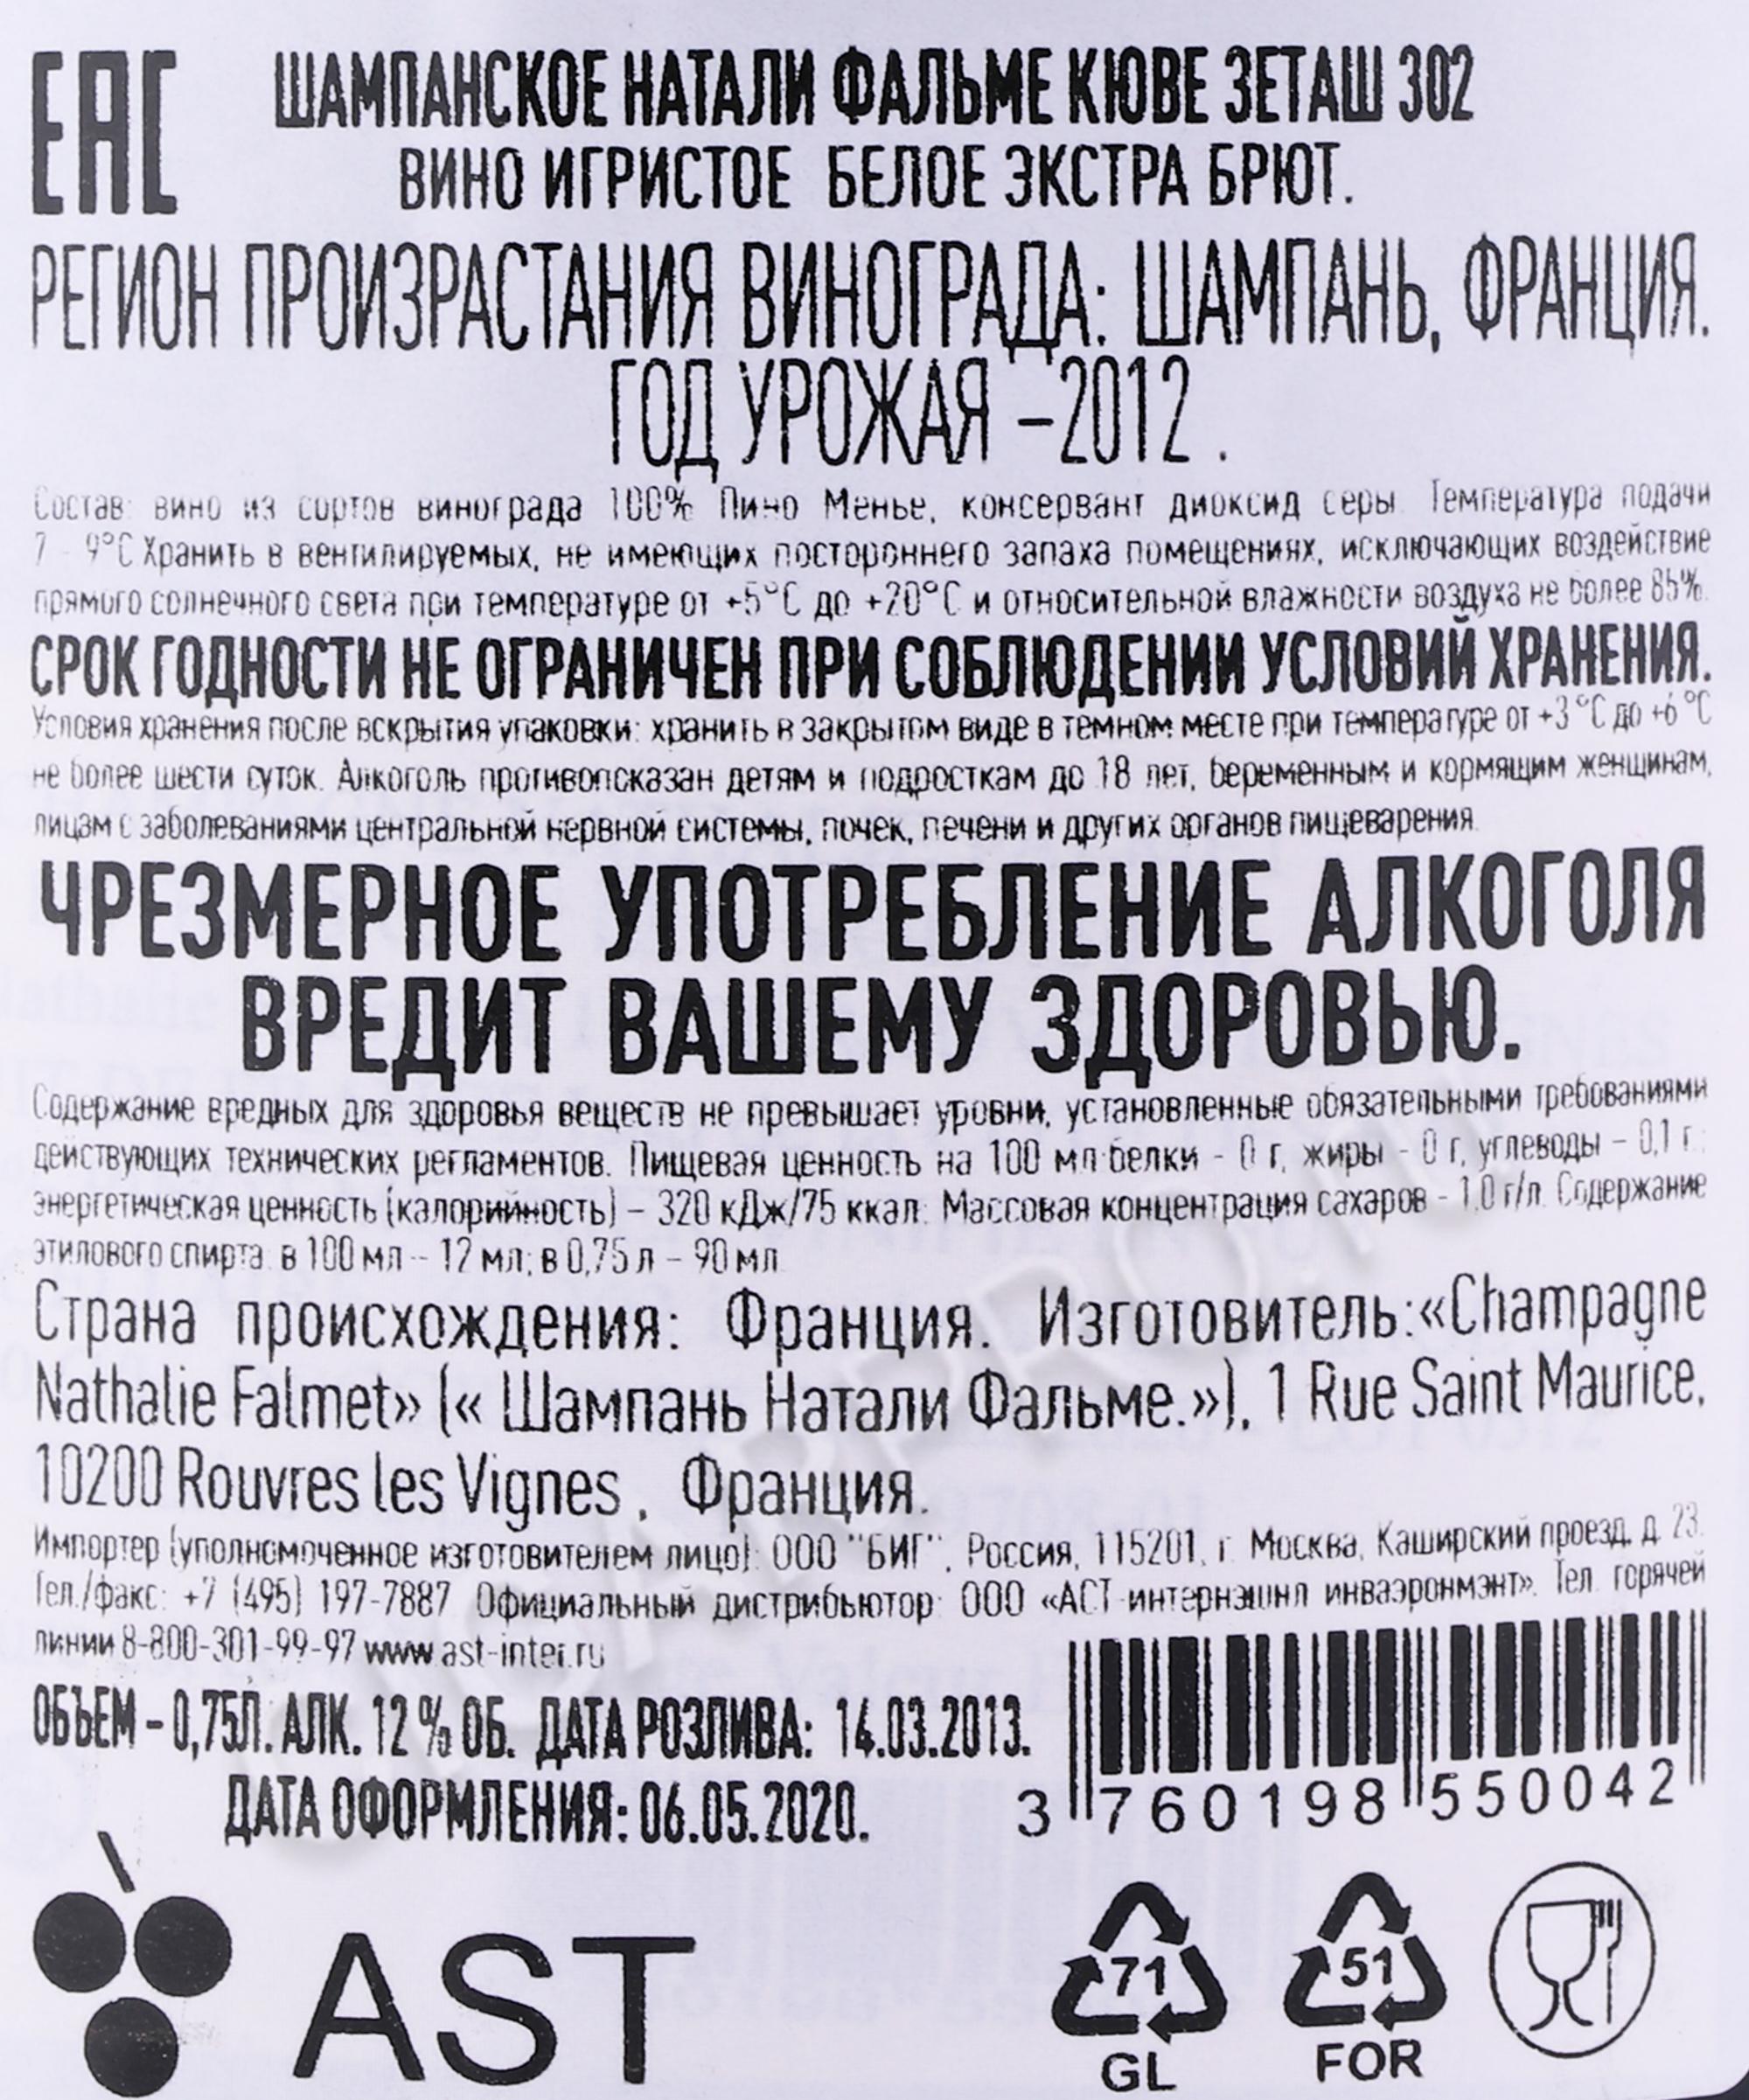 ЕАС
ШАМПАНСКОЕ НАТАЛИ ФАЛЬМЕ КЮВЕ ЗЕТАШ 302
ВИНО ИГРИСТОЕ БЕЛОЕ ЭКСТРА БРЮТ.
РЕГИОН ПРОИЗРАСТАНИЯ ВИНОГРАДА: ШАМПАНЬ, ФРАНЦИЯ.
ГОД УРОЖАЯ –2012 .
Состав: вино из сортов винограда 100% Пино Менье, консервант диоксид серы. Температура подачи
7 - 9°С Хранить в вентилируемых, не имеющих постороннего запаха помещениях, исключающих воздействие
прямого солнечного света при температуре от +5°С до +20°С и относительной влажности воздуха не более 85%.
СРОК ГОДНОСТИ НЕ ОГРАНИЧЕН ПРИ СОБЛЮДЕНИИ УСЛОВИЙ ХРАНЕНИЯ.
Условия хранения после вскрытия упаковки: хранить в закрытом виде в темном месте при температуре от +3 °С до +6 °С
не более шести суток. Алкоголь противопоказан детям и подросткам до 18 лет, беременным и кормящим женщинам,
лицам с заболеваниями центральной нервной системы, почек, печени и других органов пищеварения.
ЧРЕЗМЕРНОЕ УПОТРЕБЛЕНИЕ АЛКОГОЛЯ
ВРЕДИТ ВАШЕМУ ЗДОРОВЬЮ.
Содержание вредных для здоровья веществ не превышает уровни, установленные обязательными требованиями
действующих технических регламентов. Пищевая ценность на 100 мл: белки - 0 г, жиры - 0 г, углеводы – 0,1 г.;
энергетическая ценность (калорийность) – 320 кДж/75 ккал. Массовая концентрация сахаров - 1.0 г/л. Содержание
этилового спирта: в 100 мл – 12 мл; в 0,75 л – 90 мл.
Страна происхождения: Франция. Изготовитель:«Champagne
Nathalie Falmet» (« Шампань Натали Фальме.»), 1 Rue Saint Maurice,
10200 Rouvres les Vignes , Франция.
Импортер (уполномоченное изготовителем лицо): ООО "БИГ", Россия, 115201, г. Москва, Каширский проезд, д. 23.
Тел./факс: +7 (495) 197-7887 Официальный дистрибьютор: ООО «АСТ-интернэшнл инваэронмэнт». Тел. горячей
линии 8-800-301-99-97 www.ast-inter.ru
ОБЪЕМ – 0,75Л. АЛК. 12 % ОБ. ДАТА РОЗЛИВА: 14.03.2013.
ДАТА ОФОРМЛЕНИЯ: 06.05.2020.
3 760198 550042
AST
71
GL
51
FOR